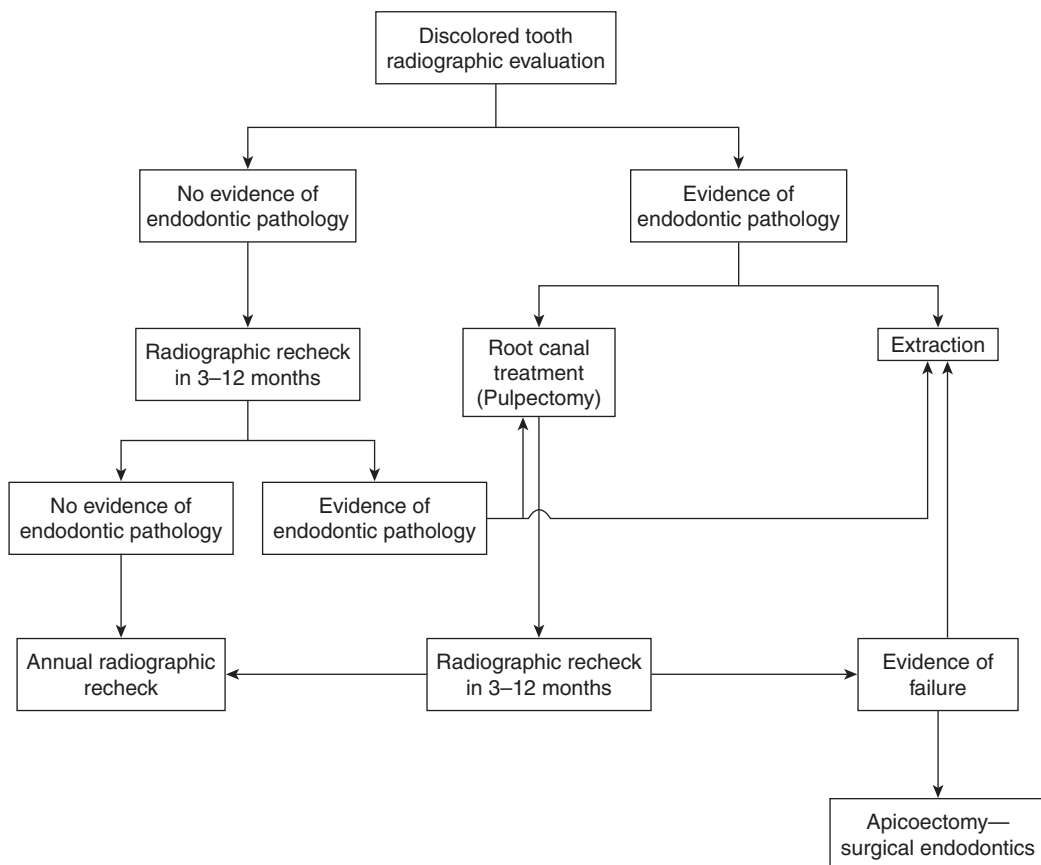 Discolored tooth
radiographic evaluation
No evidence of
endodontic pathology
Evidence of
endodontic pathology
Radiographic recheck
in 3–12 months
Root canal
treatment
(Pulpectomy)
Extraction
No evidence of
endodontic pathology
Evidence of
endodontic pathology
Annual radiographic
recheck
Radiographic recheck
in 3–12 months
Evidence of
failure
Apicoectomy—
surgical endodontics